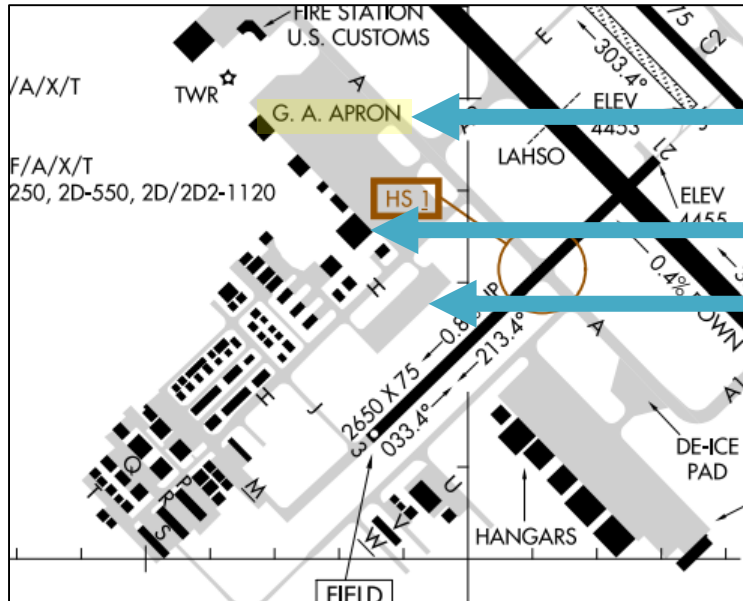 FIRE STATION
U.S. CUSTOMS
/A/X/T
TWR
G. A. APRON
A
E
303.4°
75
C2
ELEV
4453
LAHSO
21
F/A/X/T
250, 2D-550, 2D/2D2-1120
HS 1
ELEV
4455
0.4% DOWN
H
0.8% UP
213.4°
2650 X 75
033.4°
A
A1
J
H
3
DE-ICE
PAD
Q
T
P
R
S
M
U
V
W
HANGARS
FIELD